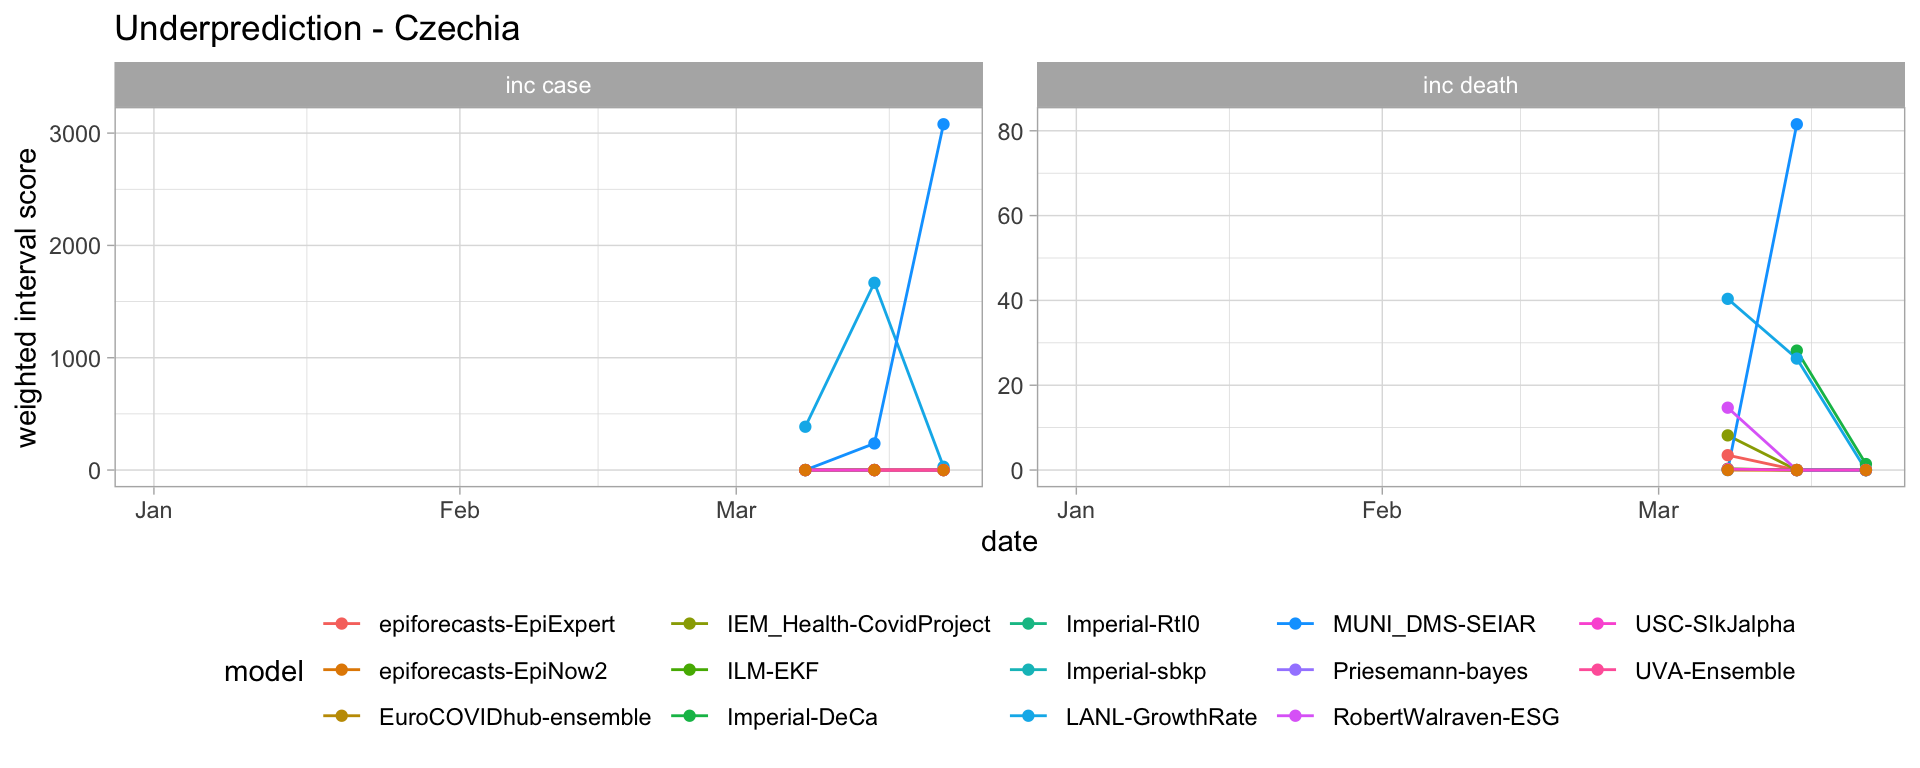 Underprediction - Czechia
inc case
inc death
weighted interval score
3000
2000
1000
0
80
60
40
20
0
Jan
Feb
Mar
Jan
Feb
Mar
date
model
epiforecasts-EpiExpert
epiforecasts-EpiNow2
EuroCOVIDhub-ensemble
IEM_Health-CovidProject
ILM-EKF
Imperial-DeCa
Imperial-RtI0
Imperial-sbkp
LANL-GrowthRate
MUNI_DMS-SEIAR
Priesemann-bayes
RobertWalraven-ESG
USC-SIkJalpha
UVA-Ensemble